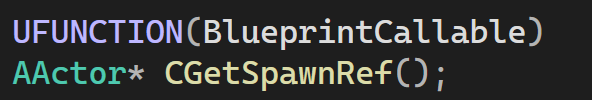 UFUNCTION(BlueprintCallable)
AActor* CGetSpawnRef();